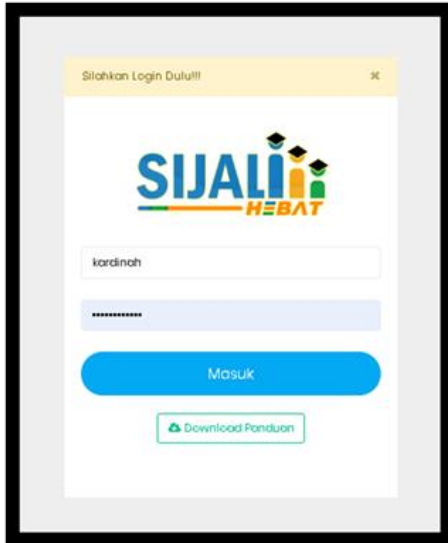 Silahkan Login Dulu!!!
SIJALI
HEBAT
kardinah
Masuk
Download Panduan